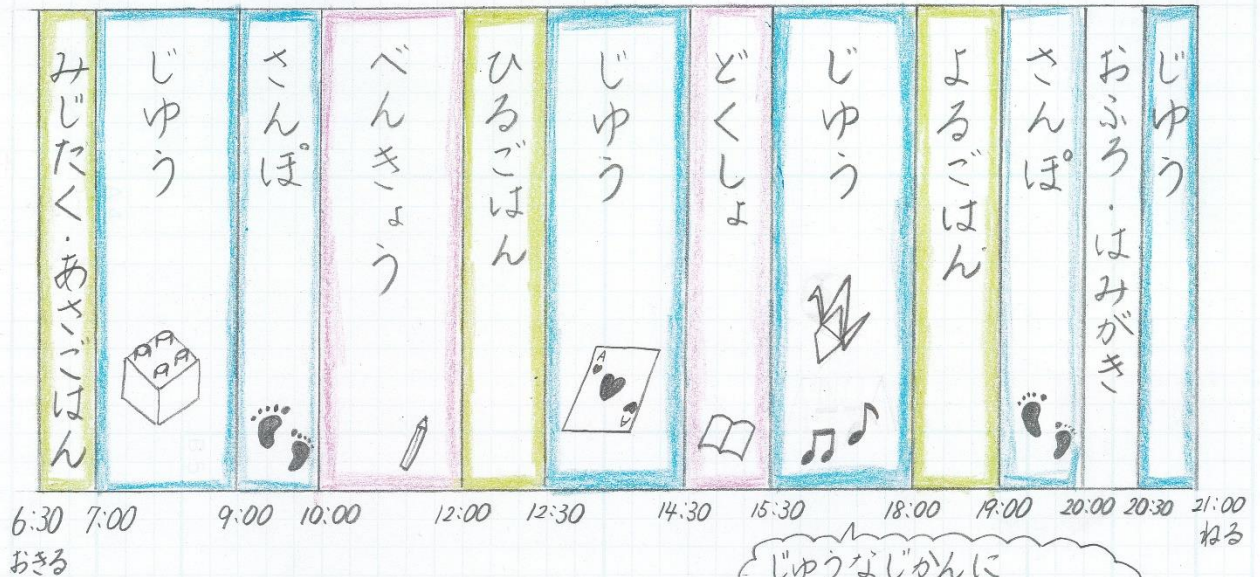 みじたく・あさごはん
じゆう
さんぽ
べんきょう
ひるごはん
じゆう
どくしょ
じゆう
よるごはん
さんぽ
おふろ・はみがき
じゆう
A
A
6:30 7:00 9:00 10:00 12:00 12:30 14:30 15:30 18:00 19:00 20:00 20:30 21:00
おきる
ねる
じゆうなじかんに